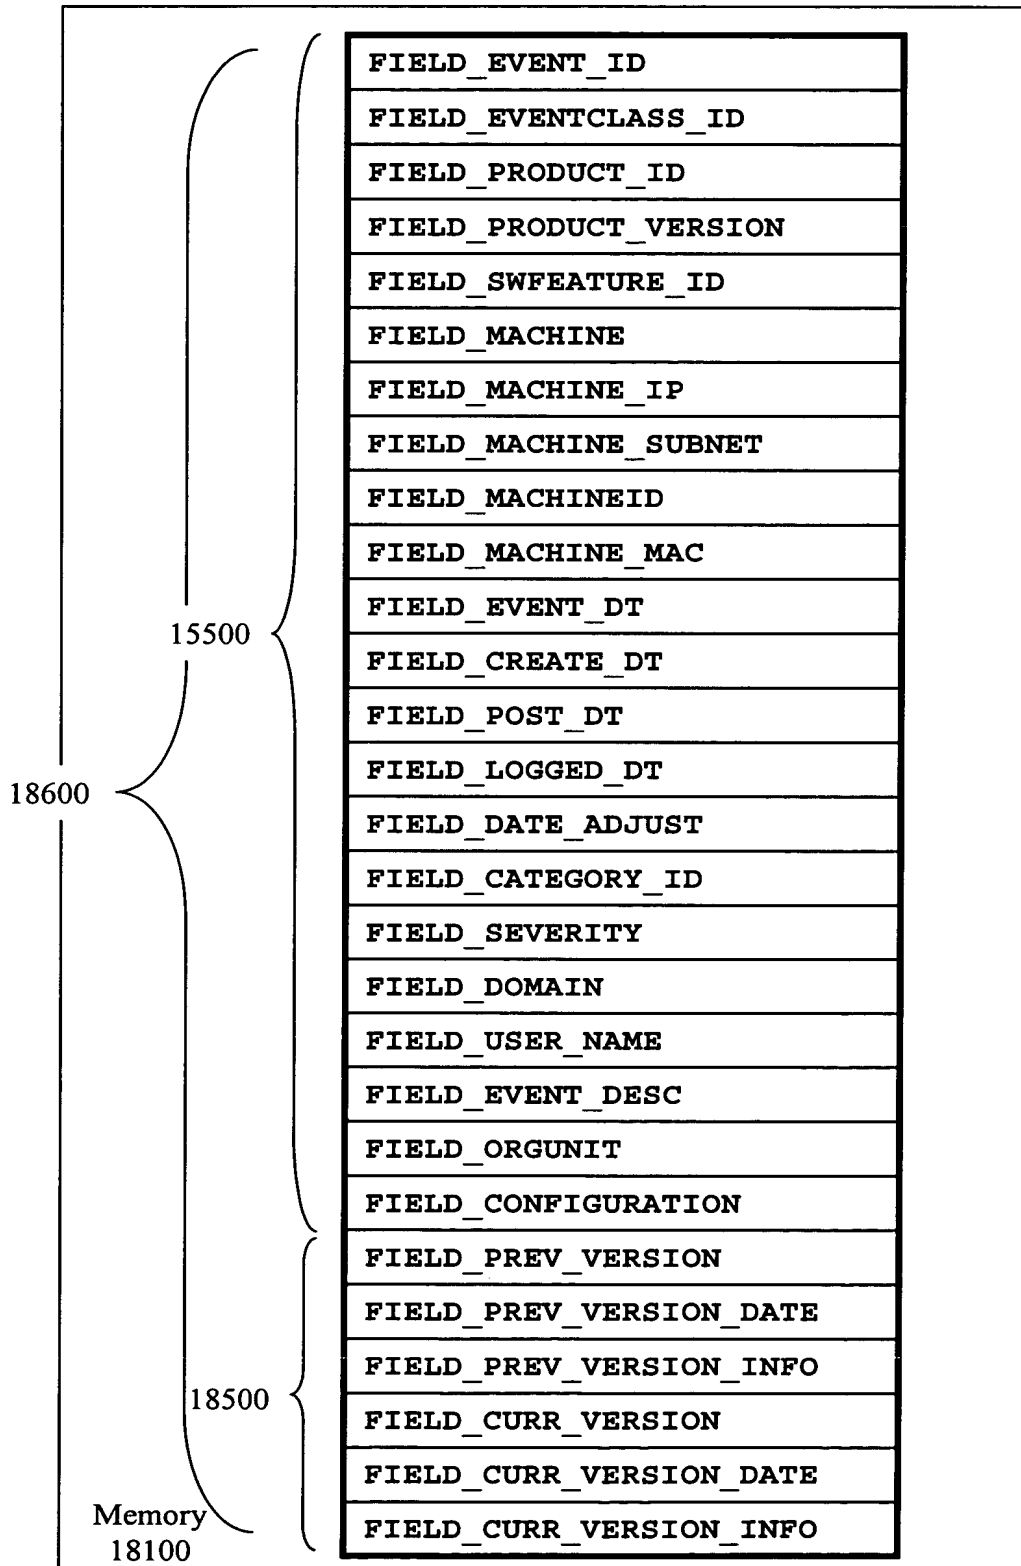 FIELD_EVENT_ID
FIELD_EVENTCLASS_ID
FIELD_PRODUCT_ID
FIELD_PRODUCT_VERSION
FIELD_SWFEATURE_ID
FIELD_MACHINE
FIELD_MACHINE_IP
FIELD_MACHINE_SUBNET
FIELD_MACHINEID
FIELD_MACHINE_MAC
FIELD_EVENT_DT
15500
FIELD_CREATE_DT
FIELD_POST_DT
FIELD_LOGGED_DT
18600
FIELD_DATE_ADJUST
FIELD_CATEGORY_ID
FIELD_SEVERITY
FIELD_DOMAIN
FIELD_USER_NAME
FIELD_EVENT_DESC
FIELD_ORGUNIT
FIELD_CONFIGURATION
FIELD_PREV_VERSION
FIELD_PREV_VERSION_DATE
FIELD_PREV_VERSION_INFO
18500
FIELD_CURR_VERSION
FIELD_CURR_VERSION_DATE
FIELD_CURR_VERSION_INFO
Memory
18100